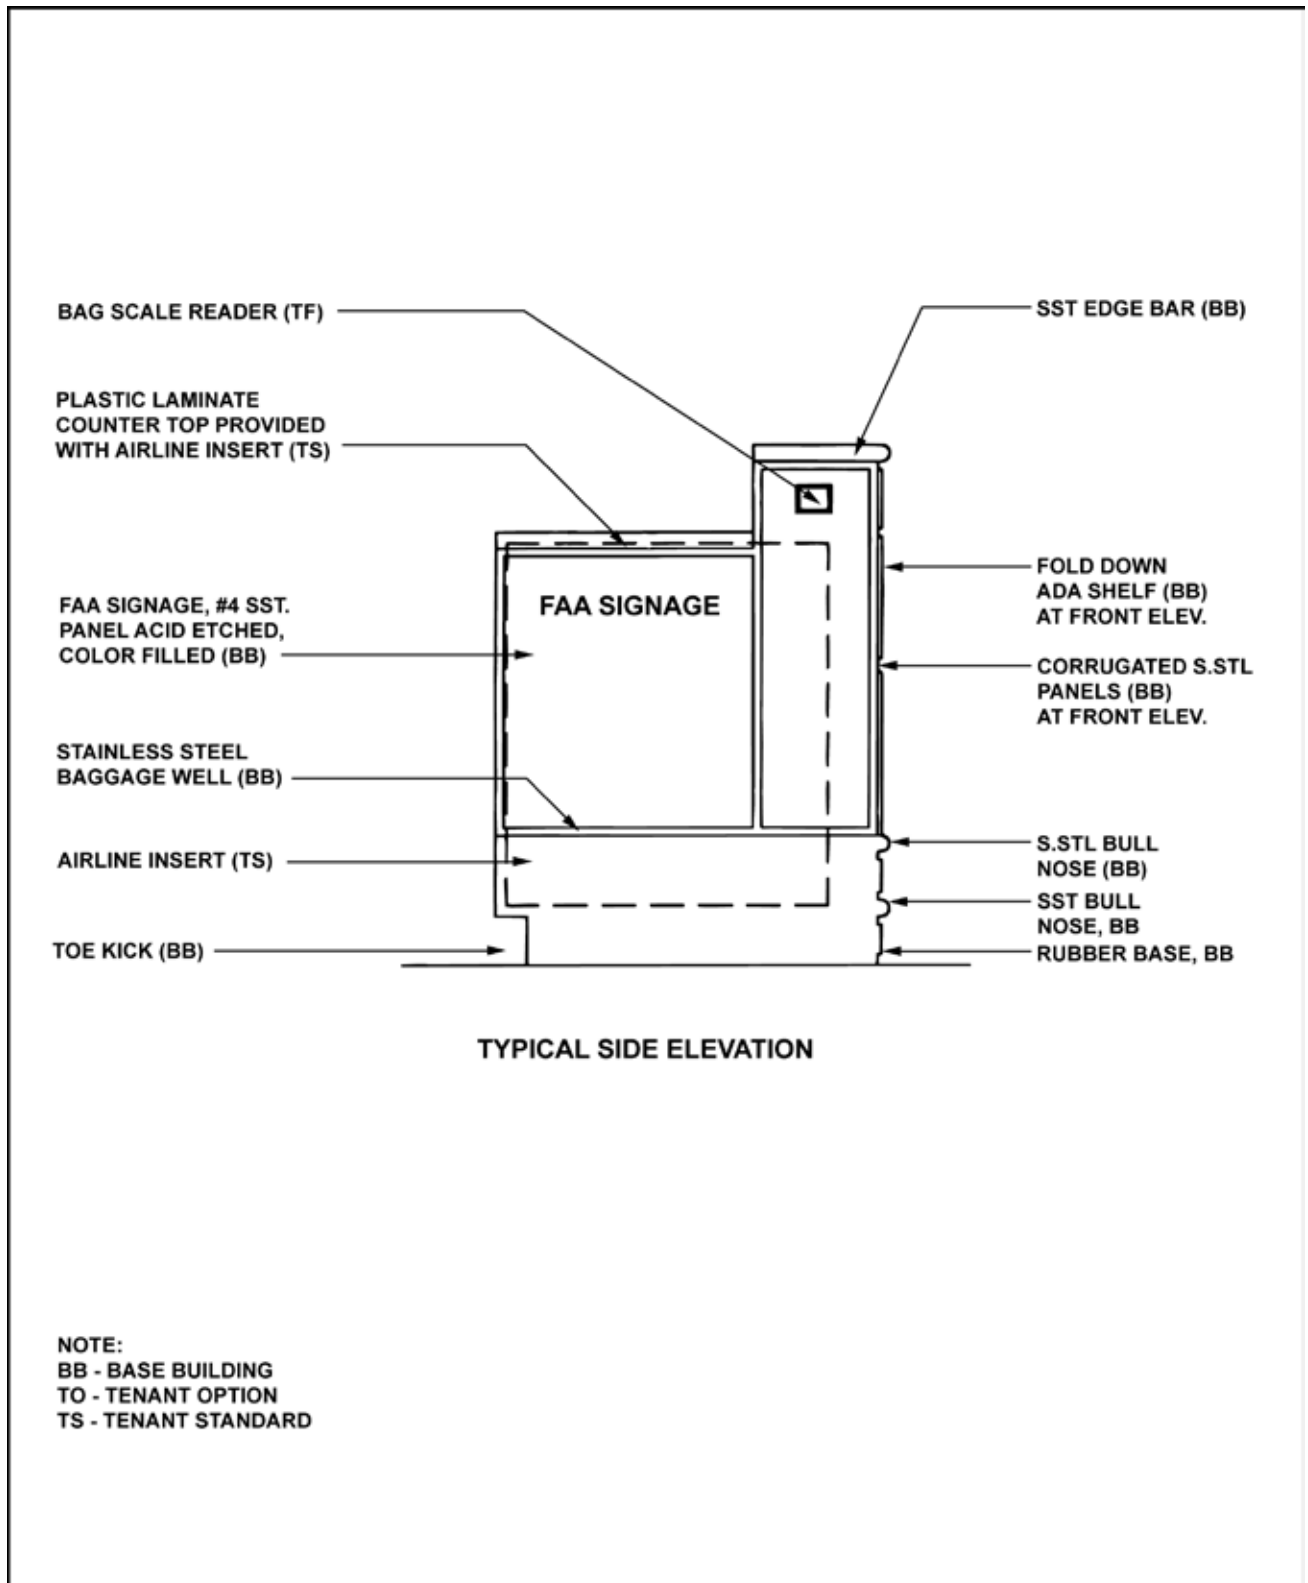 BAG SCALE READER (TF)
SST EDGE BAR (BB)
PLASTIC LAMINATE
COUNTER TOP PROVIDED
WITH AIRLINE INSERT (TS)
FAA SIGNAGE, #4 SST.
PANEL ACID ETCHED,
COLOR FILLED (BB)
FAA SIGNAGE
FOLD DOWN
ADA SHELF (BB)
AT FRONT ELEV.
CORRUGATED S.STL
PANELS (BB)
AT FRONT ELEV.
STAINLESS STEEL
BAGGAGE WELL (BB)
AIRLINE INSERT (TS)
S.STL BULL
NOSE (BB)
SST BULL
NOSE, BB
TOE KICK (BB)
RUBBER BASE, BB
TYPICAL SIDE ELEVATION
NOTE:
BB - BASE BUILDING
TO - TENANT OPTION
TS - TENANT STANDARD